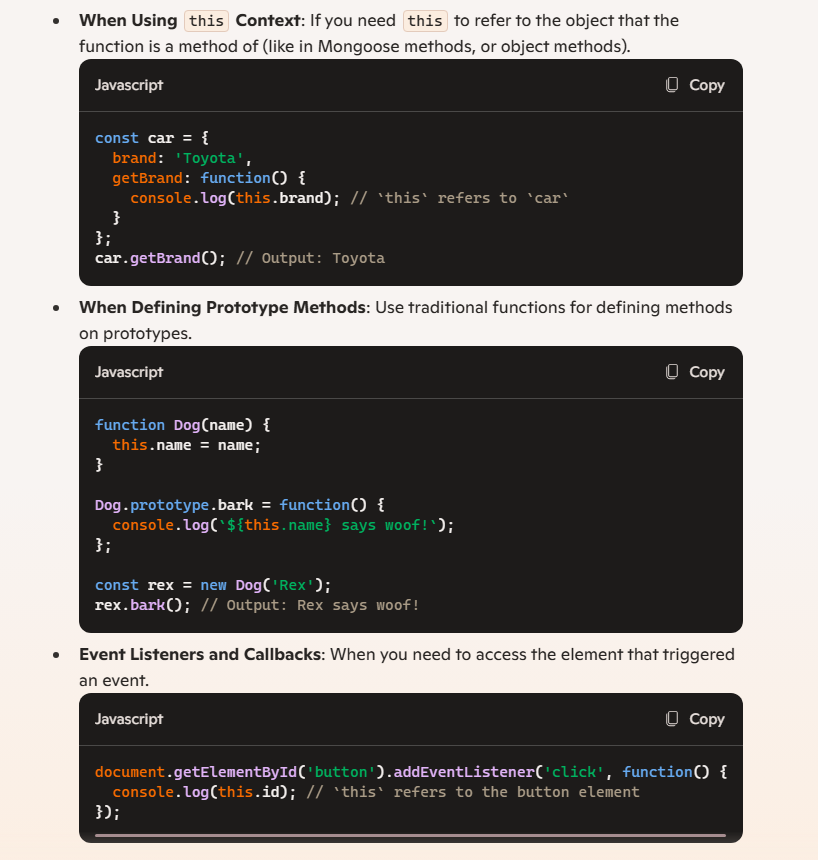 When Using this Context: If you need this to refer to the object that the
function is a method of (like in Mongoose methods, or object methods).
Javascript Copy
const car = {
  brand: 'Toyota',
  getBrand: function() {
    console.log(this.brand); // `this` refers to `car`
  }
};
car.getBrand(); // Output: Toyota
When Defining Prototype Methods: Use traditional functions for defining methods
on prototypes.
Javascript Copy
function Dog(name) {
  this.name = name;
}
Dog.prototype.bark = function() {
  console.log(`${this.name} says woof!`);
};
const rex = new Dog('Rex');
rex.bark(); // Output: Rex says woof!
Event Listeners and Callbacks: When you need to access the element that triggered
an event.
Javascript Copy
document.getElementById('button').addEventListener('click', function() {
  console.log(this.id); // `this` refers to the button element
});